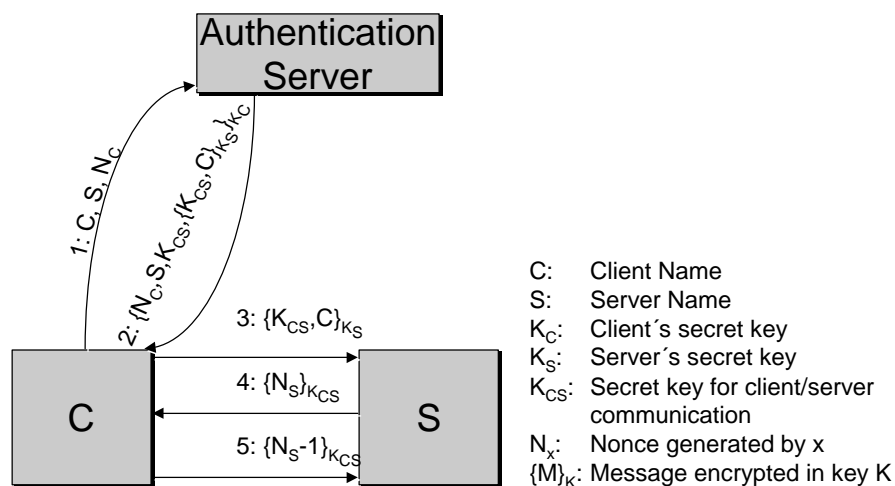 Authentication
Server
1: C, S, N_C
2: {N_C,S,K_CS,{K_CS,C}_K_S}_K_C
3: {K_CS,C}_K_S
4: {N_S}_K_CS
5: {N_S-1}_K_CS
C
S
C: Client Name
S: Server Name
K_C: Client´s secret key
K_S: Server´s secret key
K_CS: Secret key for client/server
communication
N_x: Nonce generated by x
{M}_K: Message encrypted in key K